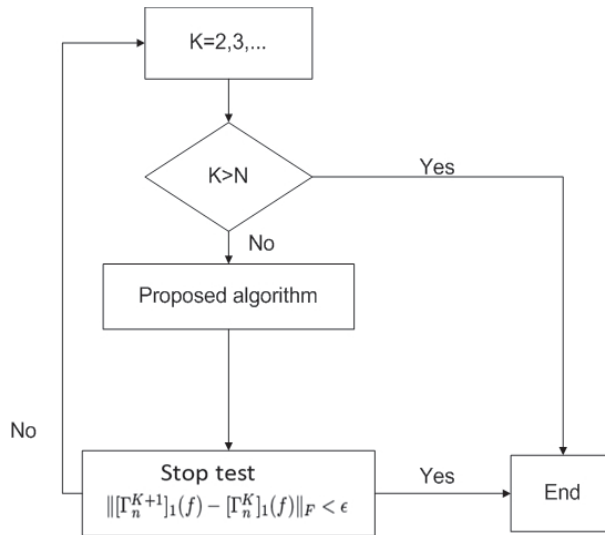 K=2,3,...
K>N
Yes
No
Proposed algorithm
No
Stop test
‖[Γ_n^{K+1}]_1(f) − [Γ_n^K]_1(f)‖_F < ϵ
Yes
End